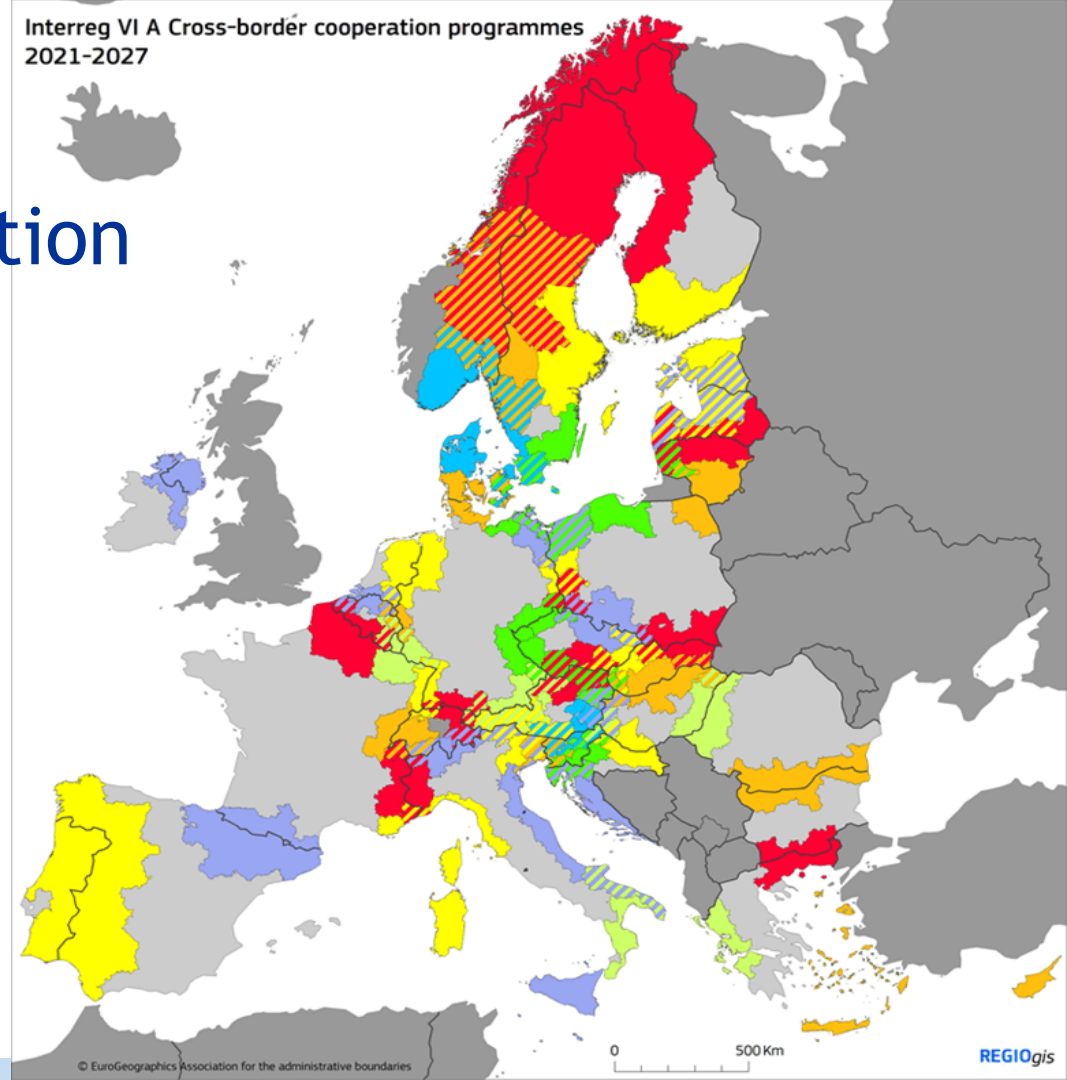 Interreg VI A Cross-border cooperation programmes
2021-2027
tion
0 500 Km
© EuroGeographics Association for the administrative boundaries
REGIOgis